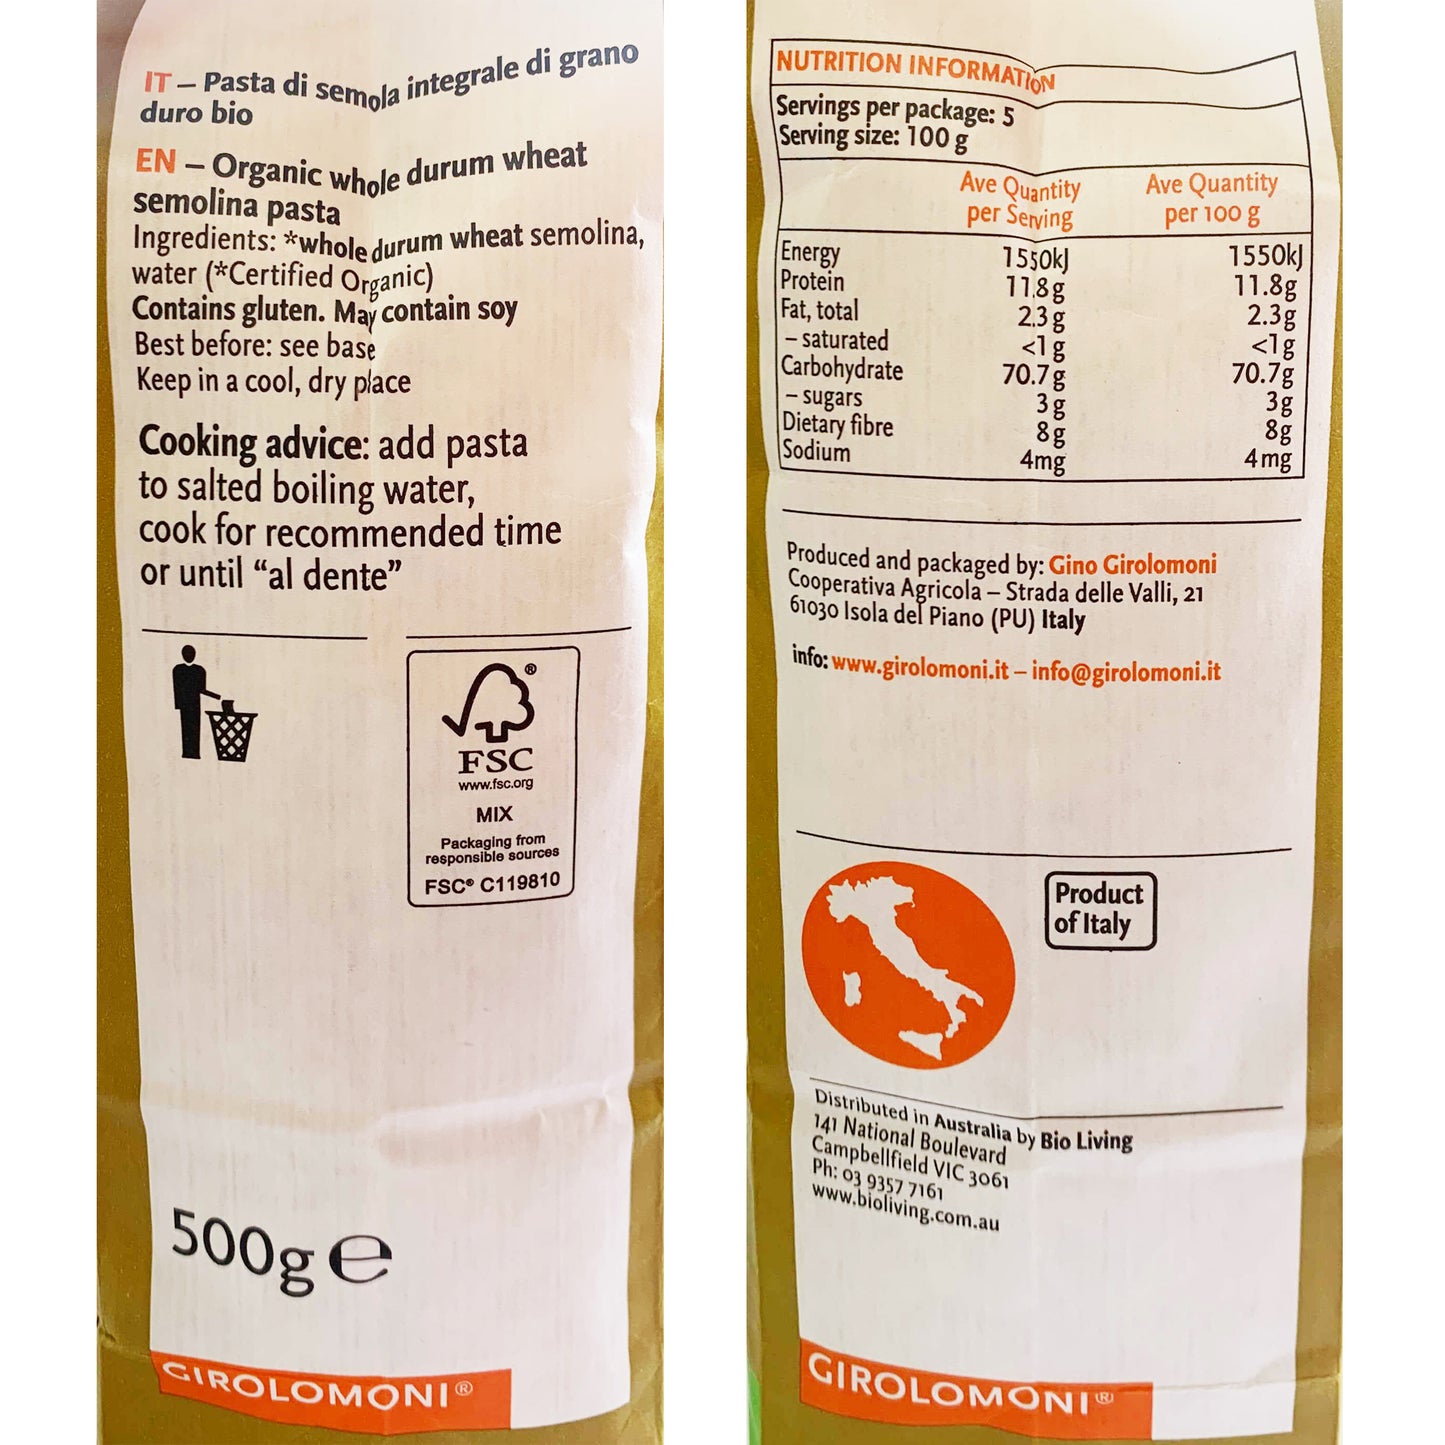 IT – Pasta di semola integrale di grano
duro bio
EN – Organic whole durum wheat
semolina pasta
Ingredients: *whole durum wheat semolina,
water (*Certified Organic)
Contains gluten. May contain soy
Best before: see base
Keep in a cool, dry place
Cooking advice: add pasta
to salted boiling water,
cook for recommended time
or until “al dente”
®
FSC
www.fsc.org
MIX
Packaging from
responsible sources
FSC® C119810
500g ℮
GIROLOMONI®
NUTRITION INFORMATION
Servings per package: 5
Serving size: 100 g
Ave Quantity per Serving
Ave Quantity per 100 g
Energy 1550kJ 1550kJ
Protein 11.8g 11.8g
Fat, total 2.3g 2.3g
– saturated <1g <1g
Carbohydrate 70.7g 70.7g
– sugars 3g 3g
Dietary fibre 8g 8g
Sodium 4mg 4mg
Produced and packaged by: Gino Girolomoni
Cooperativa Agricola – Strada delle Valli, 21
61030 Isola del Piano (PU) Italy
info: www.girolomoni.it – info@girolomoni.it
Product
of Italy
Distributed in Australia by Bio Living
141 National Boulevard
Campbellfield VIC 3061
Ph: 03 9357 7161
www.bioliving.com.au
GIROLOMONI®